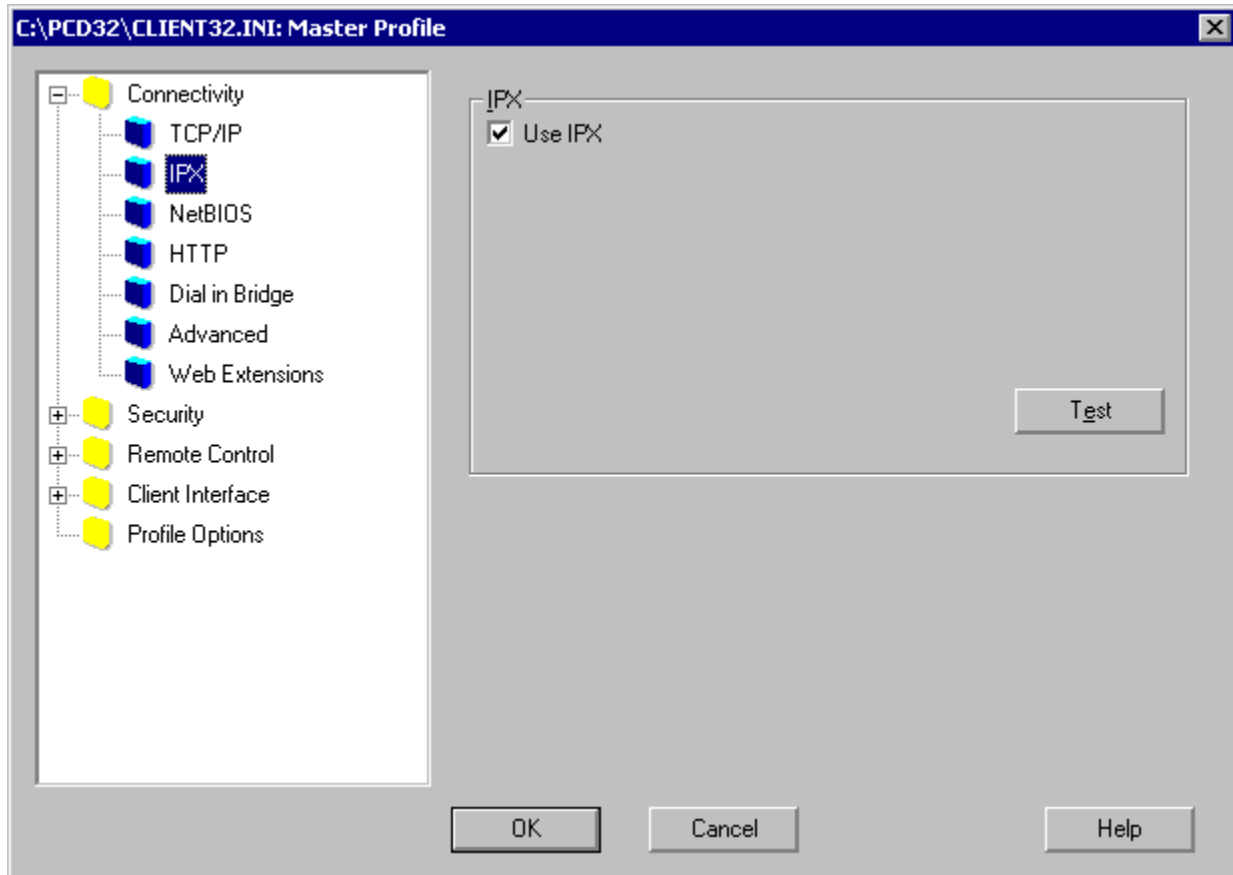 C:\PCD32\CLIENT32.INI: Master Profile
Connectivity
TCP/IP
IPX
NetBIOS
HTTP
Dial in Bridge
Advanced
Web Extensions
Security
Remote Control
Client Interface
Profile Options
IPX
Use IPX
Test
OK
Cancel
Help